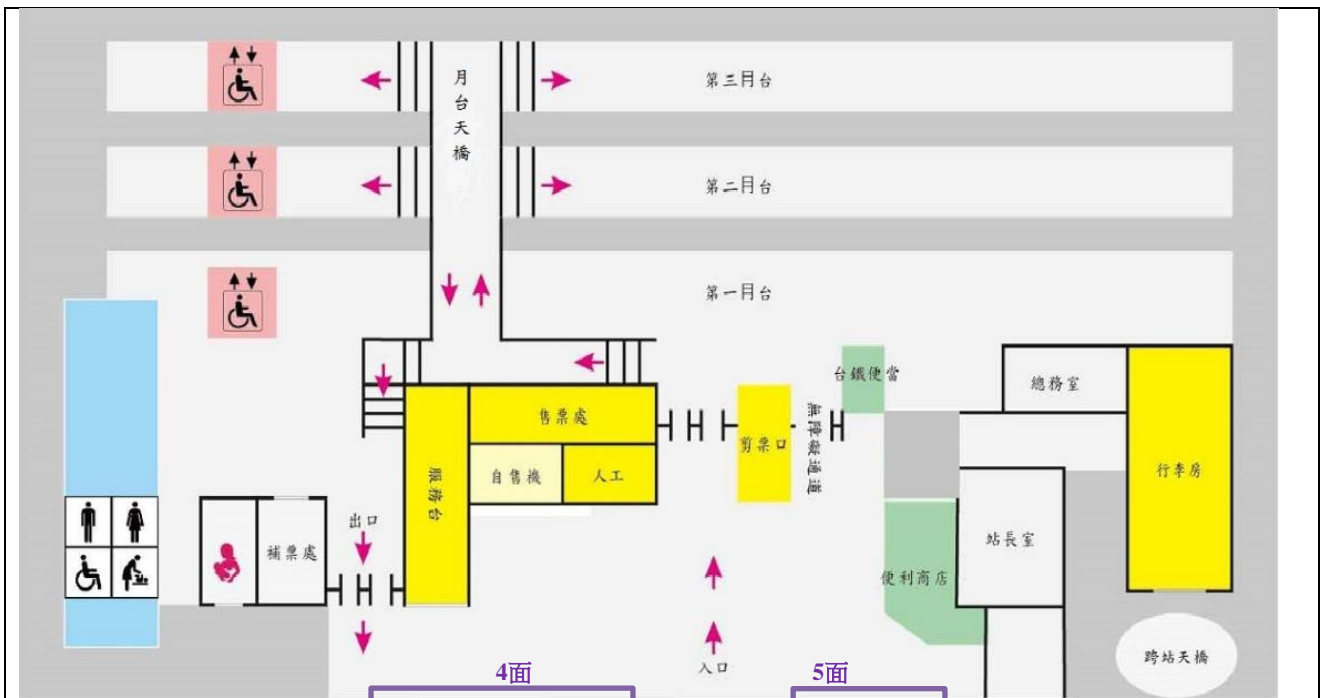 月台天橋
第三月台
第二月台
第一月台
台鐵便當
總務室
售票處
剪票口
無障礙通道
行李房
服務台
自售機
人工
出口
補票處
站長室
便利商店
入口
跨站天橋
4面
5面